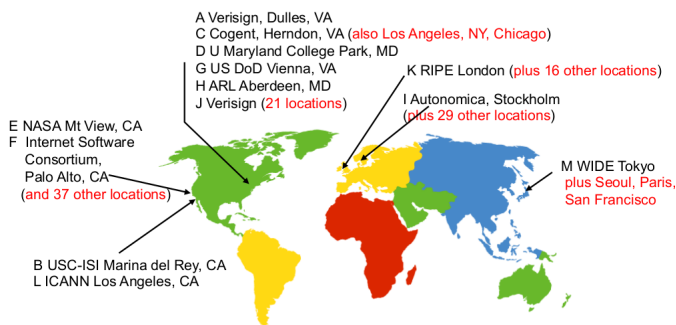 A Verisign, Dulles, VA
C Cogent, Herndon, VA (also Los Angeles, NY, Chicago)
D U Maryland College Park, MD
G US DoD Vienna, VA
H ARL Aberdeen, MD
J Verisign (21 locations)
K RIPE London (plus 16 other locations)
I Autonomica, Stockholm
(plus 29 other locations)
E NASA Mt View, CA
F Internet Software
Consortium,
Palo Alto, CA
(and 37 other locations)
M WIDE Tokyo
plus Seoul, Paris,
San Francisco
B USC-ISI Marina del Rey, CA
L ICANN Los Angeles, CA